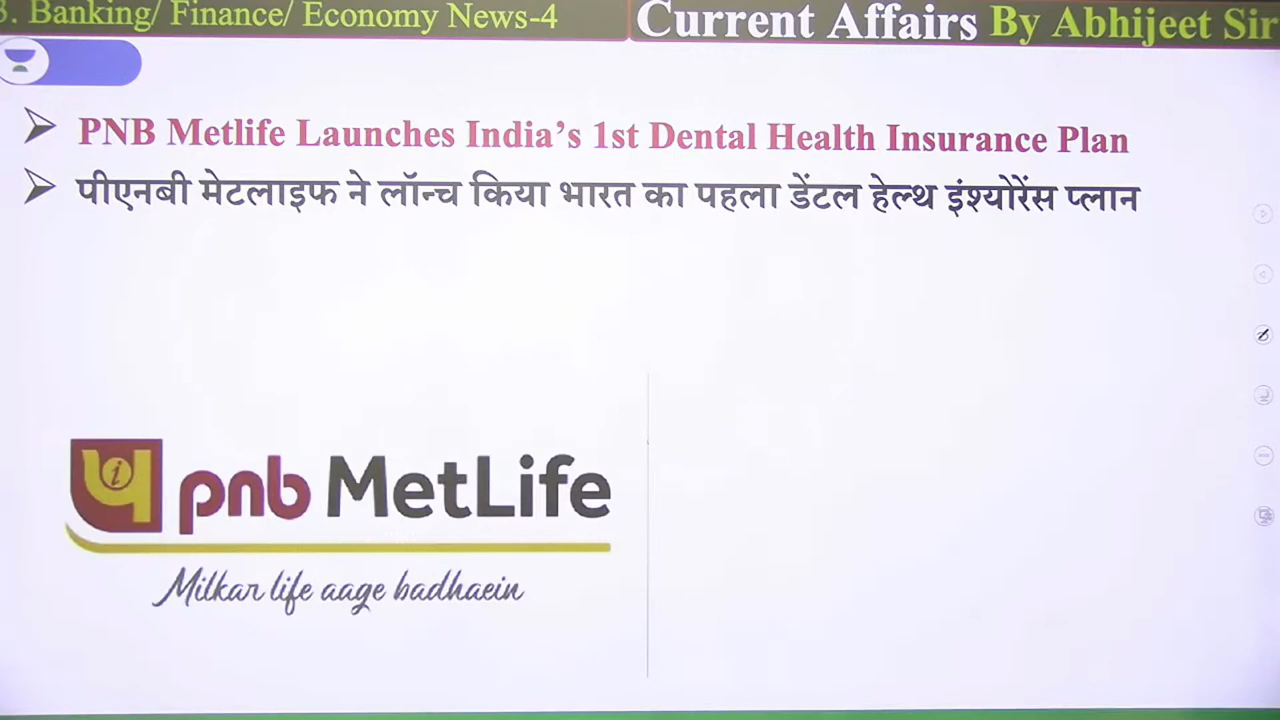 3. Banking/ Finance/ Economy News-4
Current Affairs By Abhijeet Sir
PNB Metlife Launches India's 1st Dental Health Insurance Plan
पीएनबी मेटलाइफ ने लॉन्च किया भारत का पहला डेंटल हेल्थ इंश्योरेंस प्लान
pnb MetLife
Milkar life aage badhaein